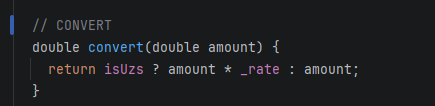 // CONVERT
double convert(double amount) {
  return isUzs ? amount * _rate : amount;
}